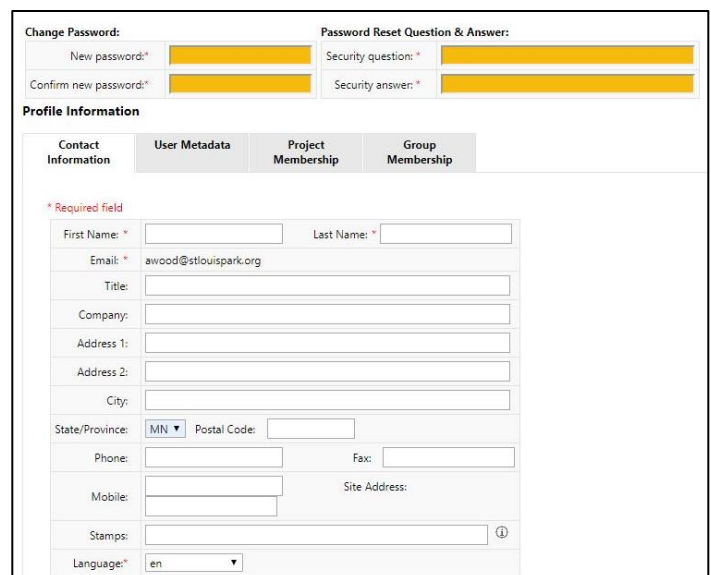 Change Password: Password Reset Question & Answer:
New password:* Security question: *
Confirm new password:* Security answer: *
Profile Information
Contact Information User Metadata Project Membership Group Membership
* Required field
First Name: * Last Name: *
Email: * awood@stlouispark.org
Title:
Company:
Address 1:
Address 2:
City:
State/Province: MN Postal Code:
Phone: Fax:
Mobile: Site Address:
Stamps:
Language:* en